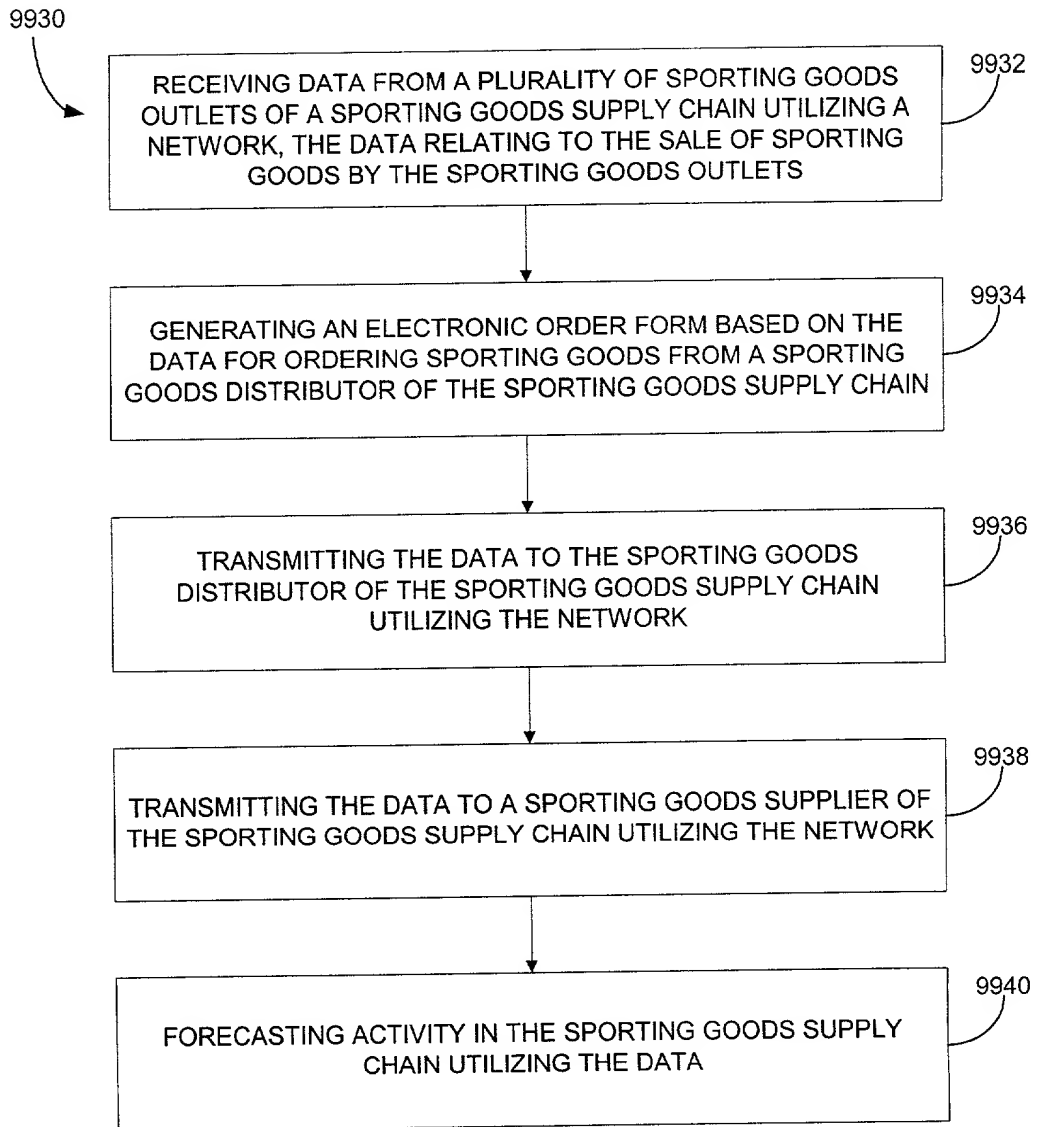 9930
RECEIVING DATA FROM A PLURALITY OF SPORTING GOODS
OUTLETS OF A SPORTING GOODS SUPPLY CHAIN UTILIZING A
NETWORK, THE DATA RELATING TO THE SALE OF SPORTING
GOODS BY THE SPORTING GOODS OUTLETS
9932
GENERATING AN ELECTRONIC ORDER FORM BASED ON THE
DATA FOR ORDERING SPORTING GOODS FROM A SPORTING
GOODS DISTRIBUTOR OF THE SPORTING GOODS SUPPLY CHAIN
9934
TRANSMITTING THE DATA TO THE SPORTING GOODS
DISTRIBUTOR OF THE SPORTING GOODS SUPPLY CHAIN
UTILIZING THE NETWORK
9936
TRANSMITTING THE DATA TO A SPORTING GOODS SUPPLIER OF
THE SPORTING GOODS SUPPLY CHAIN UTILIZING THE NETWORK
9938
FORECASTING ACTIVITY IN THE SPORTING GOODS SUPPLY
CHAIN UTILIZING THE DATA
9940